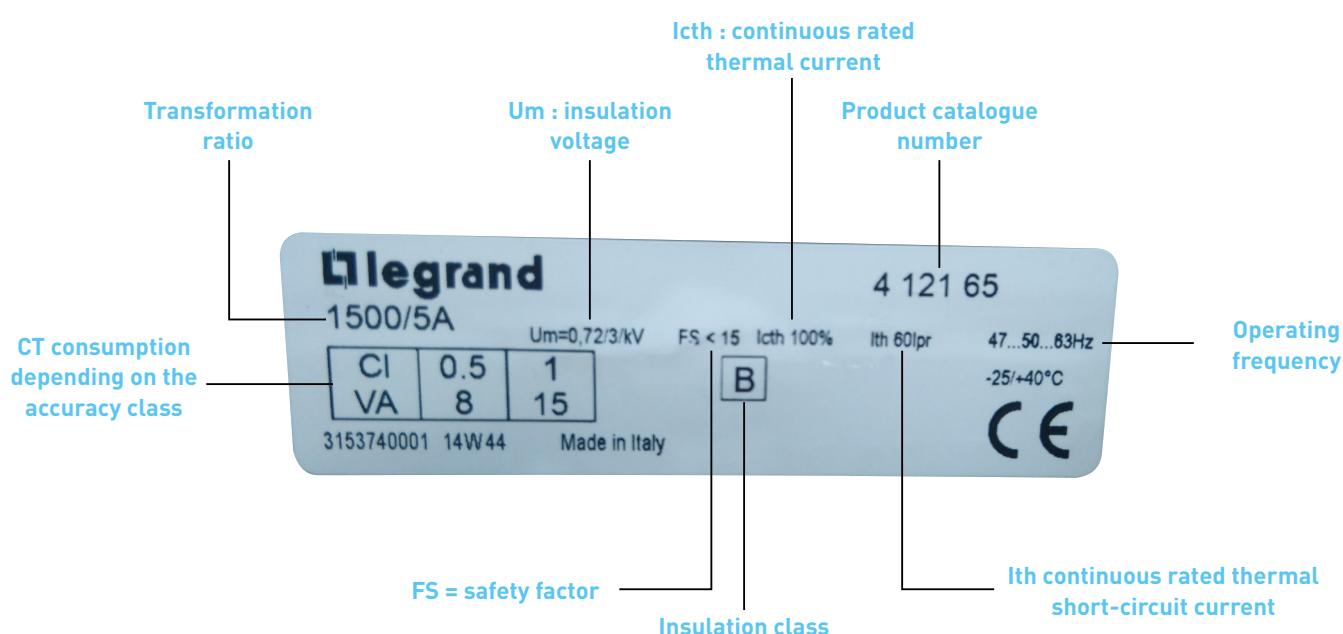 Icth : continuous rated
thermal current
Transformation
ratio
Um : insulation
voltage
Product catalogue
number
legrand
4 121 65
1500/5A
Um=0,72/3/kV
FS < 15
Icth 100%
Ith 60Ipr
47...50...63Hz
Operating
frequency
CT consumption
depending on the
accuracy class
CI 0.5 1
VA 8 15
B
-25/+40°C
CE
3153740001 14W44 Made in Italy
FS = safety factor
Ith continuous rated thermal
short-circuit current
Insulation class